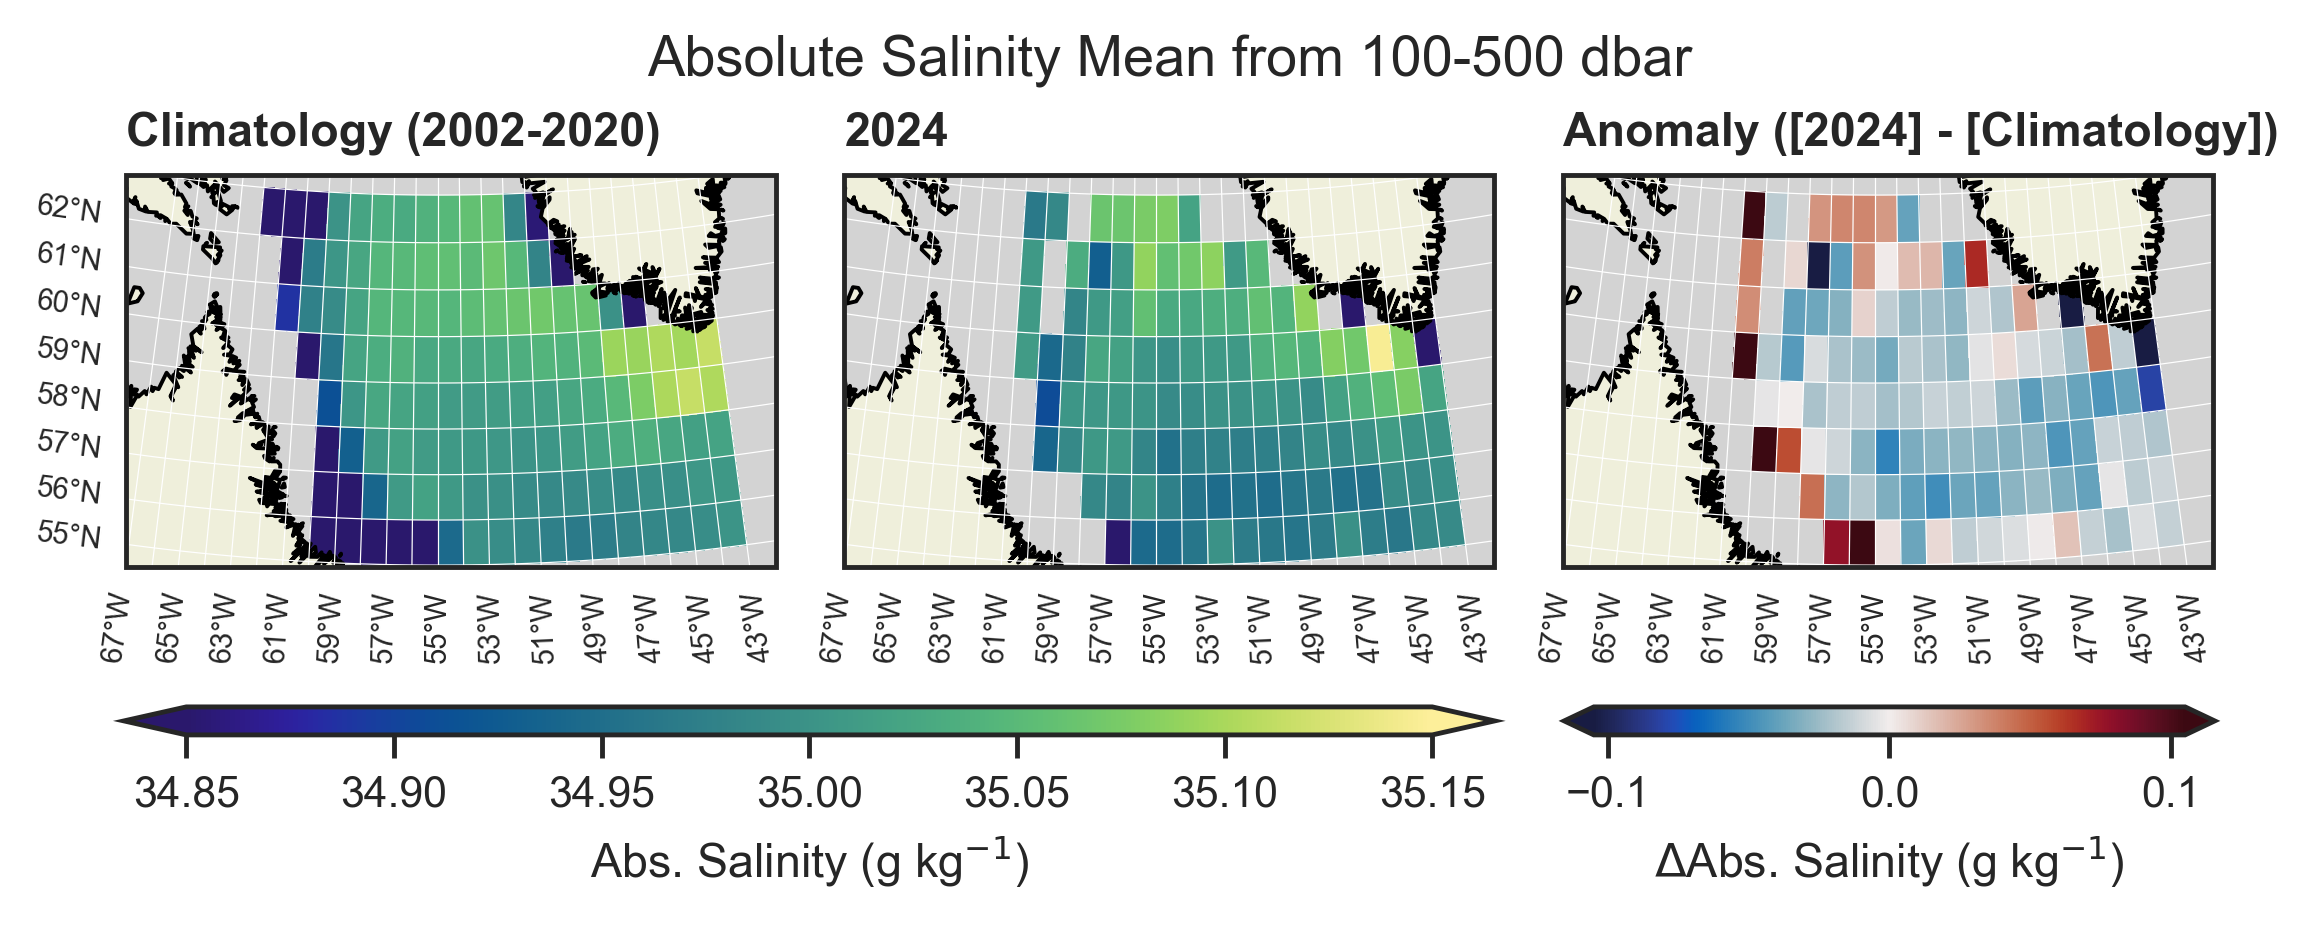 Absolute Salinity Mean from 100-500 dbar
Climatology (2002-2020)
2024
Anomaly ([2024] - [Climatology])
62°N
61°N
60°N
59°N
58°N
57°N
56°N
55°N
67°W 65°W 63°W 61°W 59°W 57°W 55°W 53°W 51°W 49°W 47°W 45°W 43°W
67°W 65°W 63°W 61°W 59°W 57°W 55°W 53°W 51°W 49°W 47°W 45°W 43°W
67°W 65°W 63°W 61°W 59°W 57°W 55°W 53°W 51°W 49°W 47°W 45°W 43°W
34.85 34.90 34.95 35.00 35.05 35.10 35.15
Abs. Salinity (g kg⁻¹)
−0.1 0.0 0.1
ΔAbs. Salinity (g kg⁻¹)